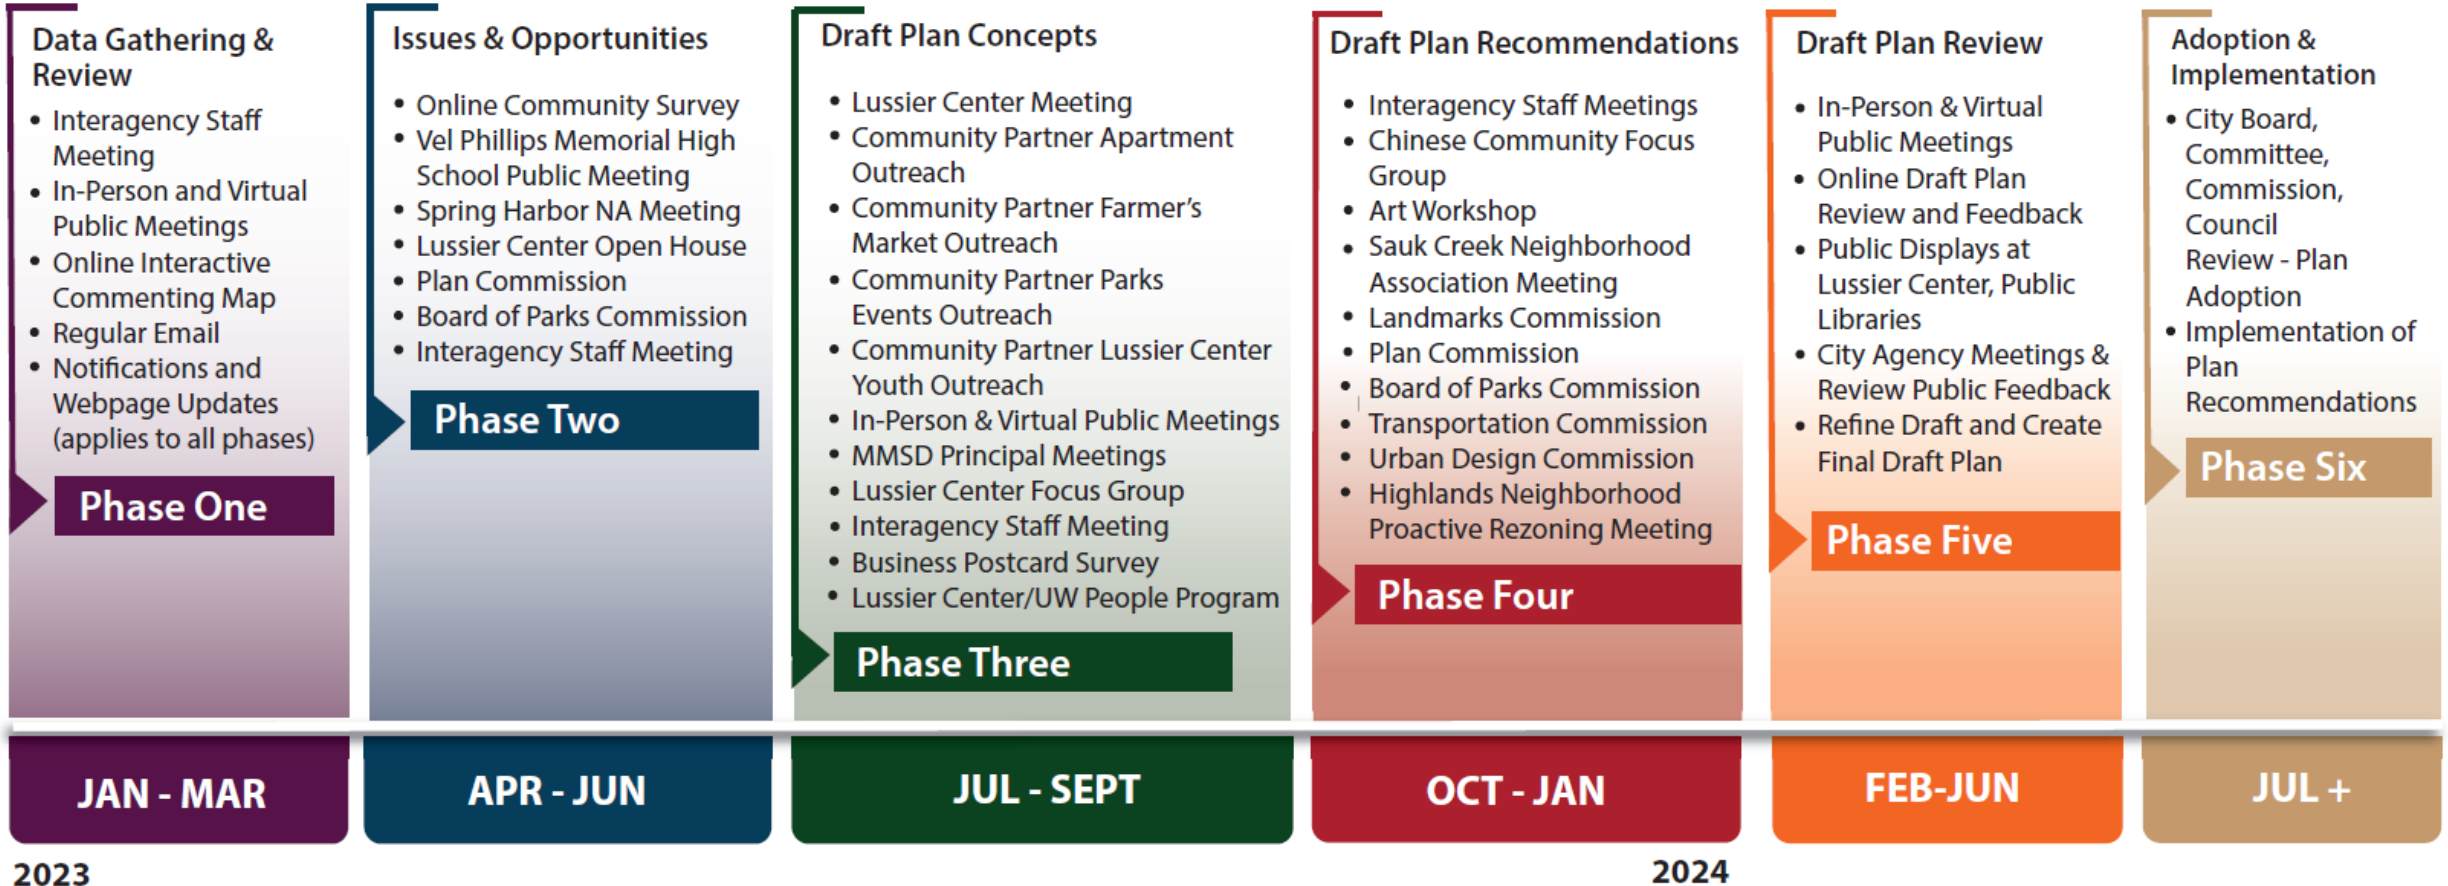 Data Gathering &
Review
• Interagency Staff
Meeting
• In-Person and Virtual
Public Meetings
• Online Interactive
Commenting Map
• Regular Email
• Notifications and
Webpage Updates
(applies to all phases)
Phase One
JAN - MAR
2023
Issues & Opportunities
• Online Community Survey
• Vel Phillips Memorial High
School Public Meeting
• Spring Harbor NA Meeting
• Lussier Center Open House
• Plan Commission
• Board of Parks Commission
• Interagency Staff Meeting
Phase Two
APR - JUN
Draft Plan Concepts
• Lussier Center Meeting
• Community Partner Apartment
Outreach
• Community Partner Farmer's
Market Outreach
• Community Partner Parks
Events Outreach
• Community Partner Lussier Center
Youth Outreach
• In-Person & Virtual Public Meetings
• MMSD Principal Meetings
• Lussier Center Focus Group
• Interagency Staff Meeting
• Business Postcard Survey
• Lussier Center/UW People Program
Phase Three
JUL - SEPT
Draft Plan Recommendations
• Interagency Staff Meetings
• Chinese Community Focus
Group
• Art Workshop
• Sauk Creek Neighborhood
Association Meeting
• Landmarks Commission
• Plan Commission
• Board of Parks Commission
• Transportation Commission
• Urban Design Commission
• Highlands Neighborhood
Proactive Rezoning Meeting
Phase Four
OCT - JAN
2024
Draft Plan Review
• In-Person & Virtual
Public Meetings
• Online Draft Plan
Review and Feedback
• Public Displays at
Lussier Center, Public
Libraries
• City Agency Meetings &
Review Public Feedback
• Refine Draft and Create
Final Draft Plan
Phase Five
FEB-JUN
Adoption &
Implementation
• City Board,
Committee,
Commission,
Council
Review - Plan
Adoption
• Implementation of
Plan
Recommendations
Phase Six
JUL +